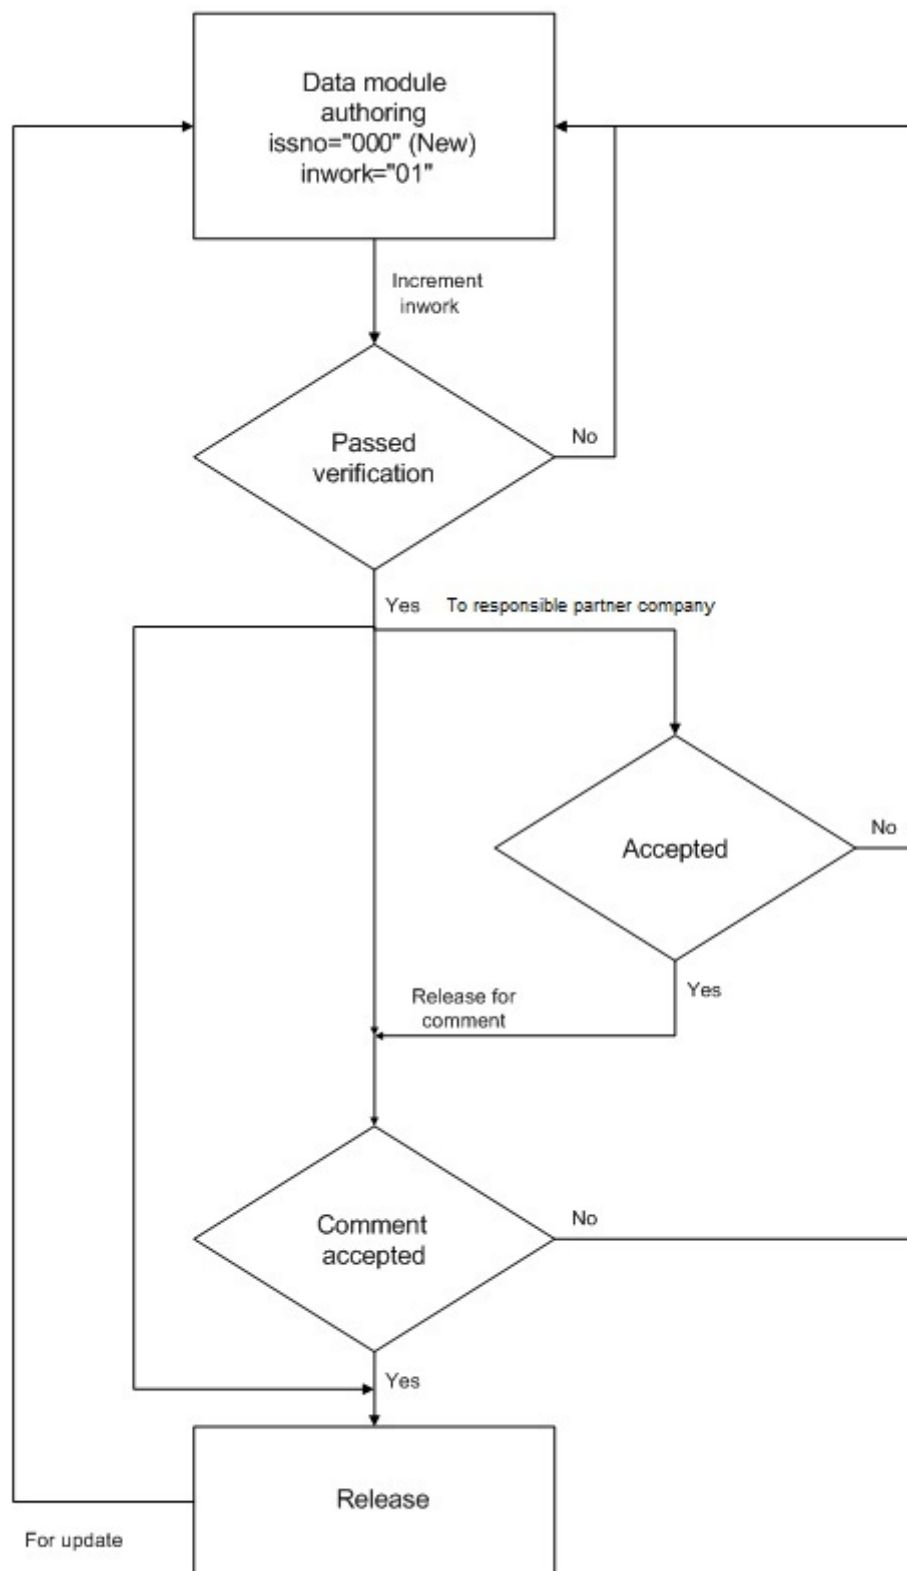 Data module
authoring
issno="000" (New)
inwork="01"
Increment
inwork
Passed
verification
No
Yes
To responsible partner company
Accepted
No
Yes
Release for
comment
Comment
accepted
No
Yes
Release
For update